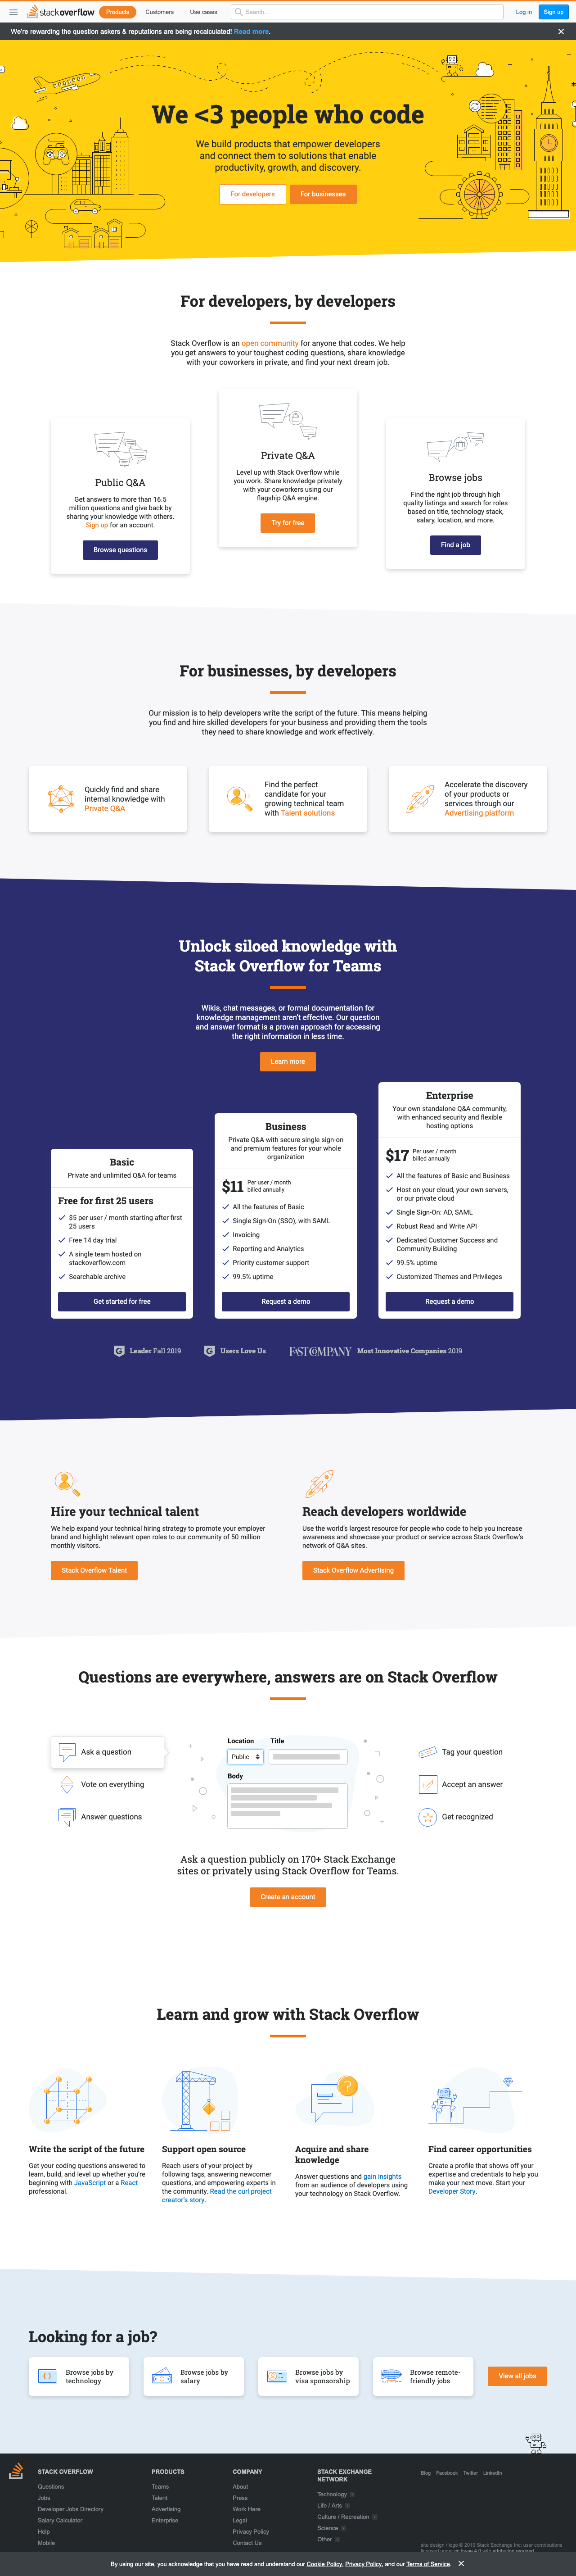 stackoverflow Products Customers Use cases Search... Log in Sign up
We're rewarding the question askers & reputations are being recalculated! Read more.
We <3 people who code
We build products that empower developers
and connect them to solutions that enable
productivity, growth, and discovery.
For developers For businesses
For developers, by developers
Stack Overflow is an open community for anyone that codes. We help
you get answers to your toughest coding questions, share knowledge
with your coworkers in private, and find your next dream job.
Public Q&A
Get answers to more than 16.5
million questions and give back by
sharing your knowledge with others.
Sign up for an account.
Browse questions
Private Q&A
Level up with Stack Overflow while
you work. Share knowledge privately
with your coworkers using our
flagship Q&A engine.
Try for free
Browse jobs
Find the right job through high
quality listings and search for roles
based on title, technology stack,
salary, location, and more.
Find a job
For businesses, by developers
Our mission is to help developers write the script of the future. This means helping
you find and hire skilled developers for your business and providing them the tools
they need to share knowledge and work effectively.
Quickly find and share
internal knowledge with
Private Q&A
Find the perfect
candidate for your
growing technical team
with Talent solutions
Accelerate the discovery
of your products or
services through our
Advertising platform
Unlock siloed knowledge with
Stack Overflow for Teams
Wikis, chat messages, or formal documentation for
knowledge management aren't effective. Our question
and answer format is a proven approach for accessing
the right information in less time.
Learn more
Basic
Private and unlimited Q&A for teams
Free for first 25 users
$5 per user / month starting after first
25 users
Free 14 day trial
A single team hosted on
stackoverflow.com
Searchable archive
Get started for free
Business
Private Q&A with secure single sign-on
and premium features for your whole
organization
$11 Per user / month
billed annually
All the features of Basic
Single Sign-On (SSO), with SAML
Invoicing
Reporting and Analytics
Priority customer support
99.5% uptime
Request a demo
Enterprise
Your own standalone Q&A community,
with enhanced security and flexible
hosting options
$17 Per user / month
billed annually
All the features of Basic and Business
Host on your cloud, your own servers,
or our private cloud
Single Sign-On: AD, SAML
Robust Read and Write API
Dedicated Customer Success and
Community Building
99.5% uptime
Customized Themes and Privileges
Request a demo
Leader Fall 2019 Users Love Us FAST COMPANY Most Innovative Companies 2019
Hire your technical talent
We help expand your technical hiring strategy to promote your employer
brand and highlight relevant open roles to our community of 50 million
monthly visitors.
Stack Overflow Talent
Reach developers worldwide
Use the world's largest resource for people who code to help you increase
awareness and showcase your product or service across Stack Overflow's
network of Q&A sites.
Stack Overflow Advertising
Questions are everywhere, answers are on Stack Overflow
Ask a question
Vote on everything
Answer questions
Location Title
Public
Body
Tag your question
Accept an answer
Get recognized
Ask a question publicly on 170+ Stack Exchange
sites or privately using Stack Overflow for Teams.
Create an account
Learn and grow with Stack Overflow
Write the script of the future
Get your coding questions answered to
learn, build, and level up whether you're
beginning with JavaScript or a React
professional.
Support open source
Reach users of your project by
following tags, answering newcomer
questions, and empowering experts in
the community. Read the curl project
creator's story.
Acquire and share
knowledge
Answer questions and gain insights
from an audience of developers using
your technology on Stack Overflow.
Find career opportunities
Create a profile that shows off your
expertise and credentials to help you
make your next move. Start your
Developer Story.
Looking for a job?
Browse jobs by
technology
Browse jobs by
salary
Browse jobs by
visa sponsorship
Browse remote-
friendly jobs
View all jobs
STACK OVERFLOW
Questions
Jobs
Developer Jobs Directory
Salary Calculator
Help
Mobile
PRODUCTS
Teams
Talent
Advertising
Enterprise
COMPANY
About
Press
Work Here
Legal
Privacy Policy
Contact Us
STACK EXCHANGE
NETWORK
Technology
Life / Arts
Culture / Recreation
Science
Other
Blog Facebook Twitter LinkedIn
site design / logo © 2019 Stack Exchange Inc; user contributions
By using our site, you acknowledge that you have read and understand our Cookie Policy, Privacy Policy, and our Terms of Service.